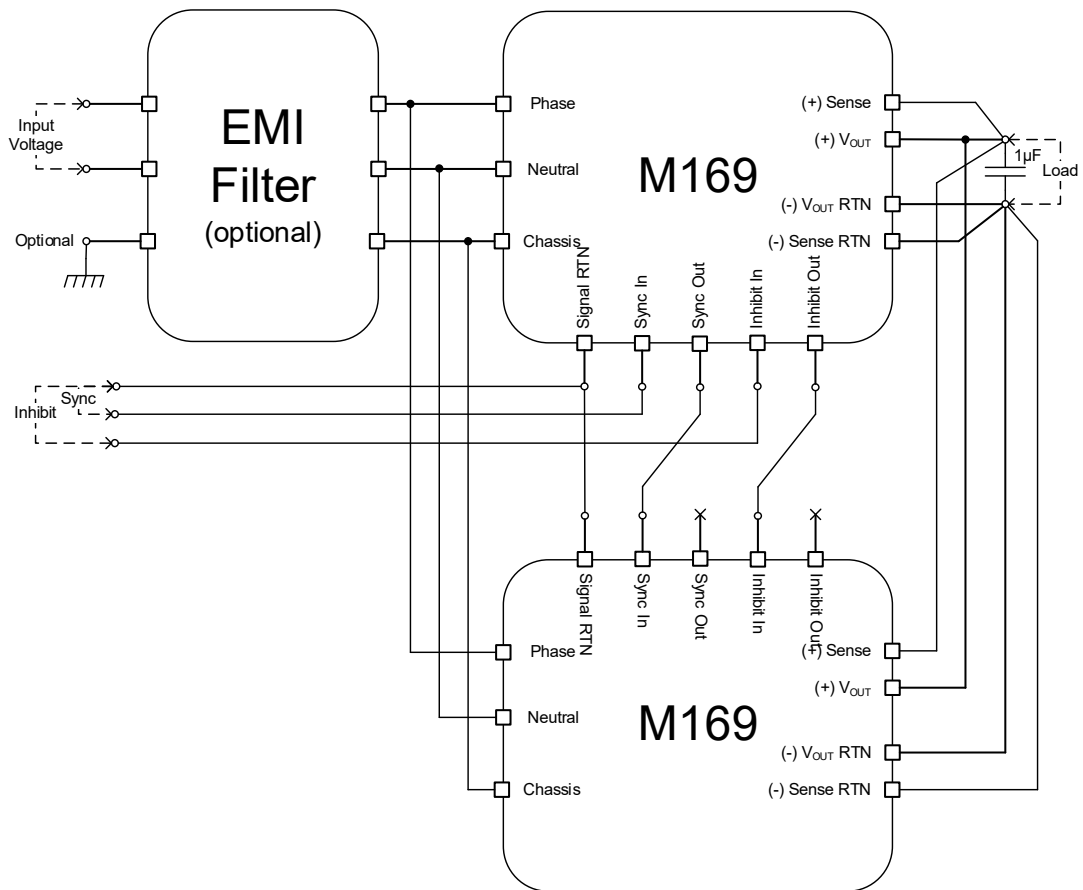 EMI
Filter
(optional)
Input
Voltage
Optional
M169
Phase
Neutral
Chassis
(+) Sense
(+) VOUT
(-) VOUT RTN
(-) Sense RTN
Signal RTN
Sync In
Sync Out
Inhibit In
Inhibit Out
1µF
Load
Sync
Inhibit
Signal RTN
Sync In
Sync Out
Inhibit In
Inhibit Out
M169
Phase
Neutral
Chassis
(+) Sense
(+) VOUT
(-) VOUT RTN
(-) Sense RTN